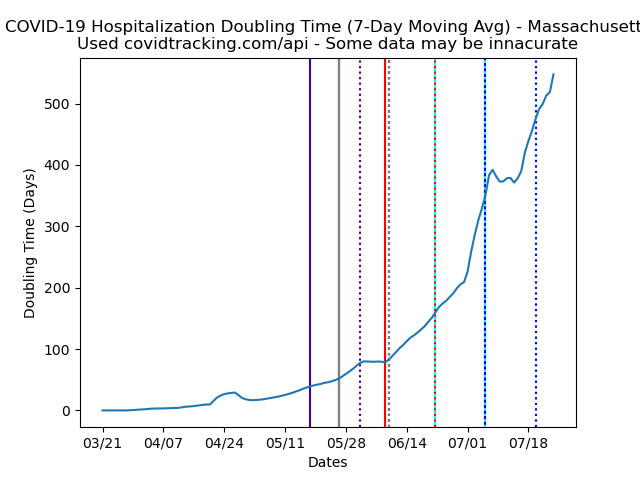 COVID-19 Hospitalization Doubling Time (7-Day Moving Avg) - Massachusett
Used covidtracking.com/api - Some data may be innacurate
Doubling Time (Days)
500
400
300
200
100
0
03/21 04/07 04/24 05/11 05/28 06/14 07/01 07/18
Dates